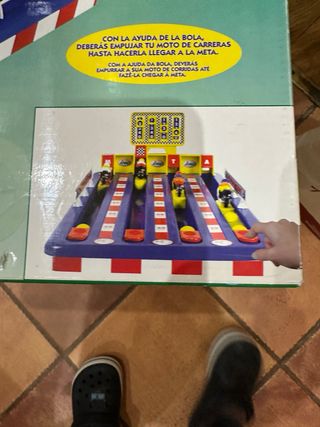 CON LA AYUDA DE LA BOLA,
DEBERÁS EMPUJAR TU MOTO DE CARRERAS
HASTA HACERLA LLEGAR A LA META.
COM A AJUDA DA BOLA, DEVERÁS
EMPURRAR A SUA MOTO DE CORRIDAS ATÉ
FAZÊ-LA CHEGAR A META.
M T A